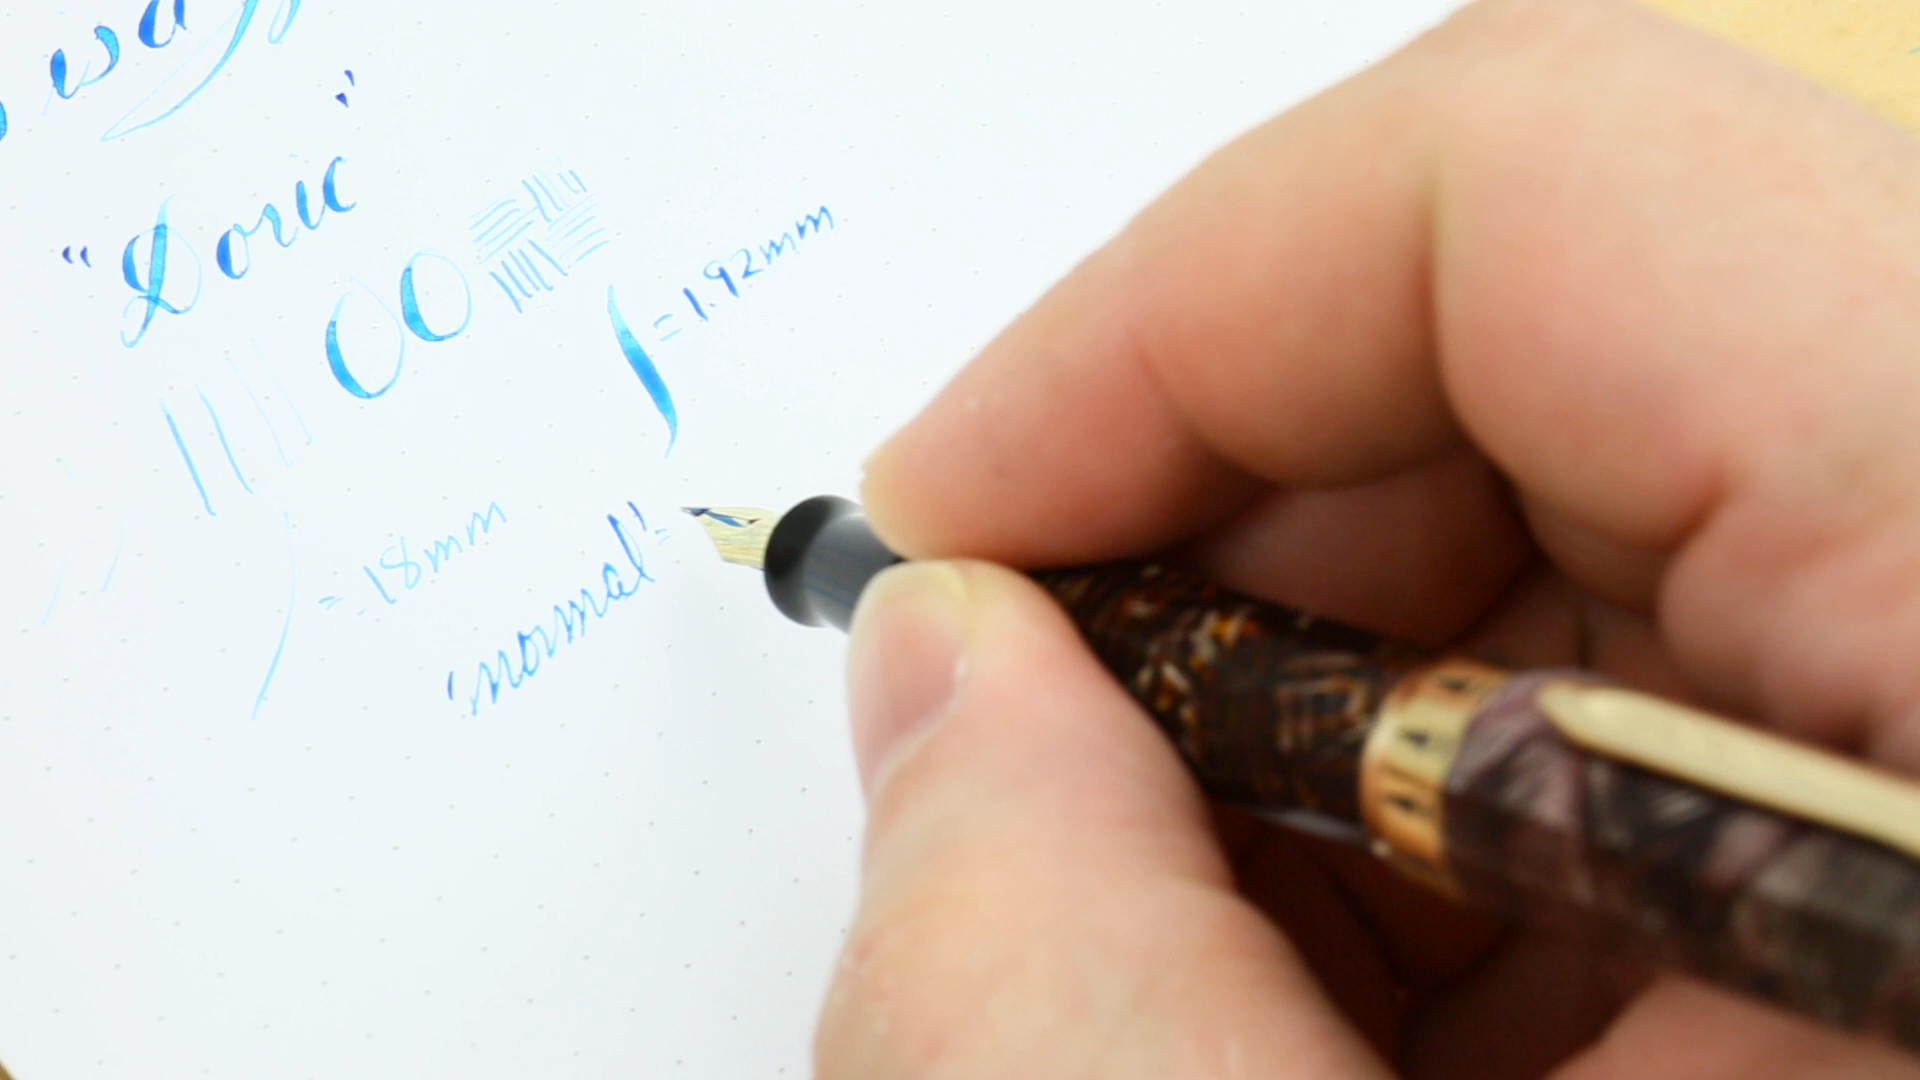 "Doric"
= 1.92mm
= .18mm
'normal' =